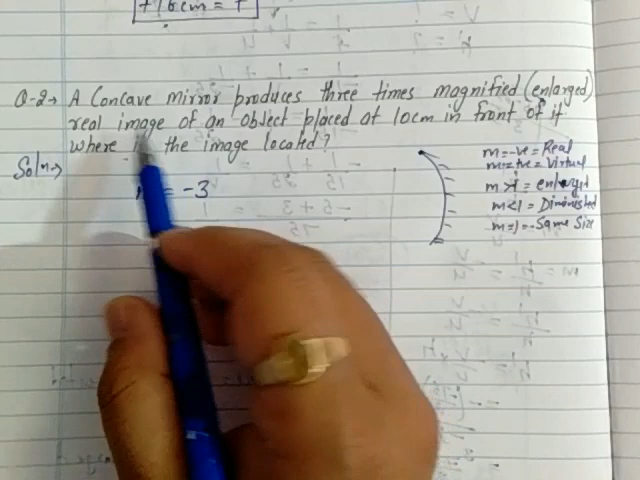 +16cm = f
Q-2→ A Concave mirror produces three times magnified (enlarged)
real image of an object placed at 10cm in front of it
where is the image located?
Soln→
= -3
m=-ve = Real
m=+ve = Virtual
m>1 = enlarged
m<1 = Diminished
m=1 = Same Size